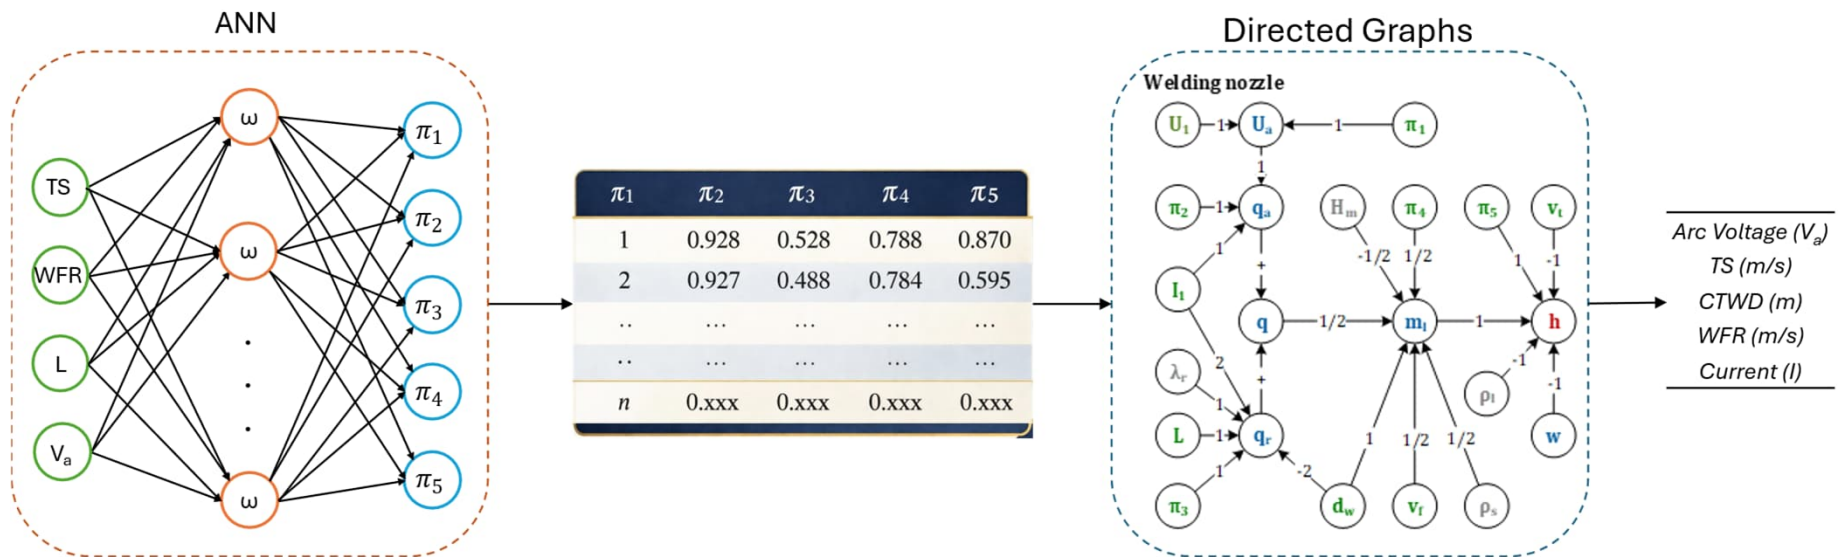 ANN
TS
WFR
L
Vₐ
ω
ω
.
.
.
ω
π₁
π₂
π₃
π₄
π₅
π₁ π₂ π₃ π₄ π₅
1 0.928 0.528 0.788 0.870
2 0.927 0.488 0.784 0.595
.. ... ... ... ...
.. ... ... ... ...
n 0.xxx 0.xxx 0.xxx 0.xxx
Directed Graphs
Welding nozzle
U₁ 1 Uₐ 1 π₁
1
π₂ 1 qₐ Hₘ π₄ π₅ vₜ
1 + -1/2 1/2 1 -1
I₁
q 1/2 mₗ 1 h
2 + -1 -1
λᵣ ρₗ
1
L 1 qᵣ 1 1/2 1/2 w
1 -2
π₃ d_w v_f ρₛ
Arc Voltage (Vₐ)
TS (m/s)
CTWD (m)
WFR (m/s)
Current (I)